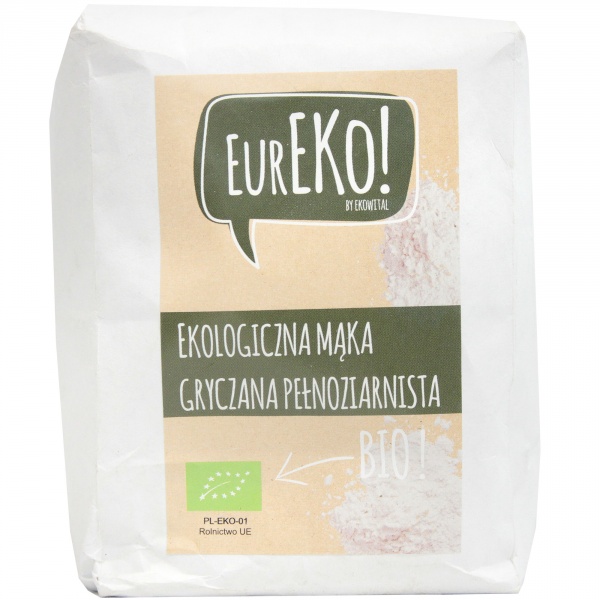 EurEKO!
BY EKOWITAL
EKOLOGICZNA MĄKA
GRYCZANA PEŁNOZIARNISTA
BIO!
PL-EKO-01
Rolnictwo UE